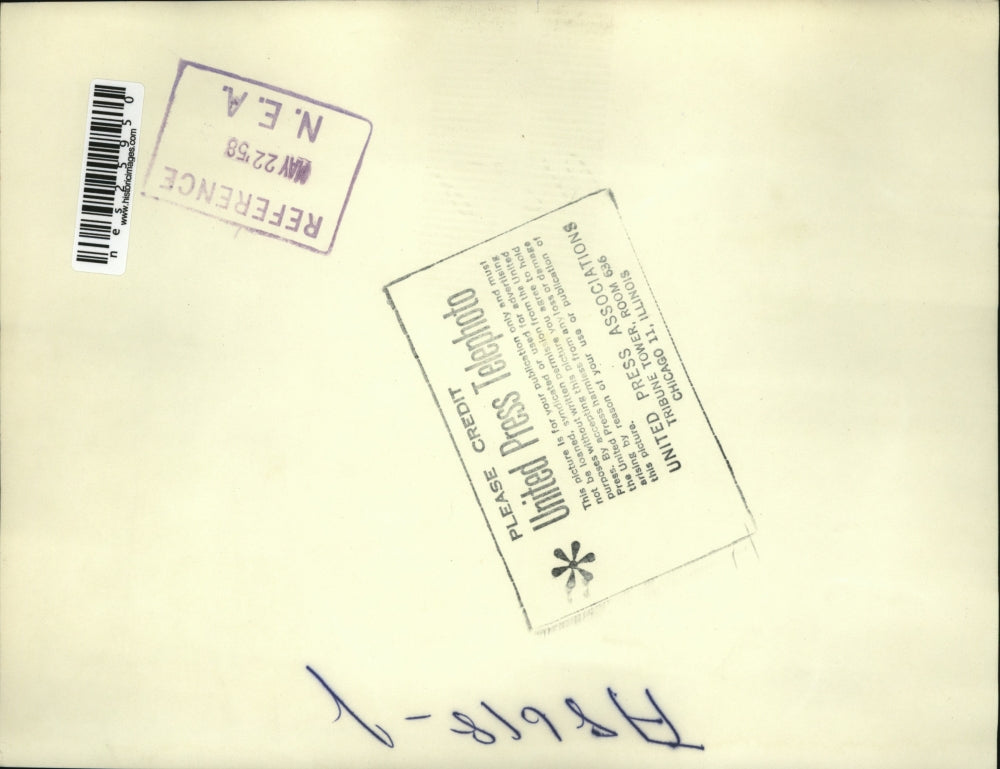 nes25950
www.historicimages.com
REFERENCE
MAY 22 '58
N. E. A.
PLEASE CREDIT
United Press Telephoto
This picture is for your publication only and must
not be loaned, syndicated or used for advertising
purposes without written permission from the United
Press. By accepting this picture you agree to hold
the United Press harmless from any loss or damage
arising by reason of your use or publication of
this picture.
UNITED PRESS ASSOCIATIONS
TRIBUNE TOWER, ROOM 636
CHICAGO 11, ILLINOIS